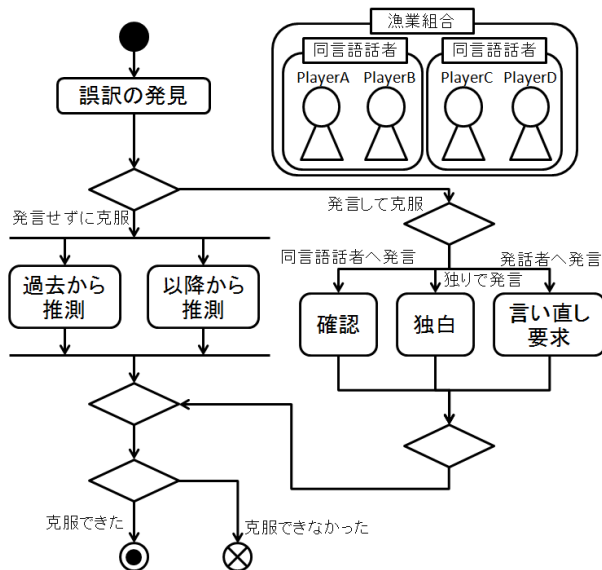 漁業組合
同言語話者
同言語話者
PlayerA
PlayerB
PlayerC
PlayerD
誤訳の発見
発言せずに克服
発言して克服
同言語話者へ発言
独りで発言
発話者へ発言
過去から
推測
以降から
推測
確認
独白
言い直し
要求
克服できた
克服できなかった